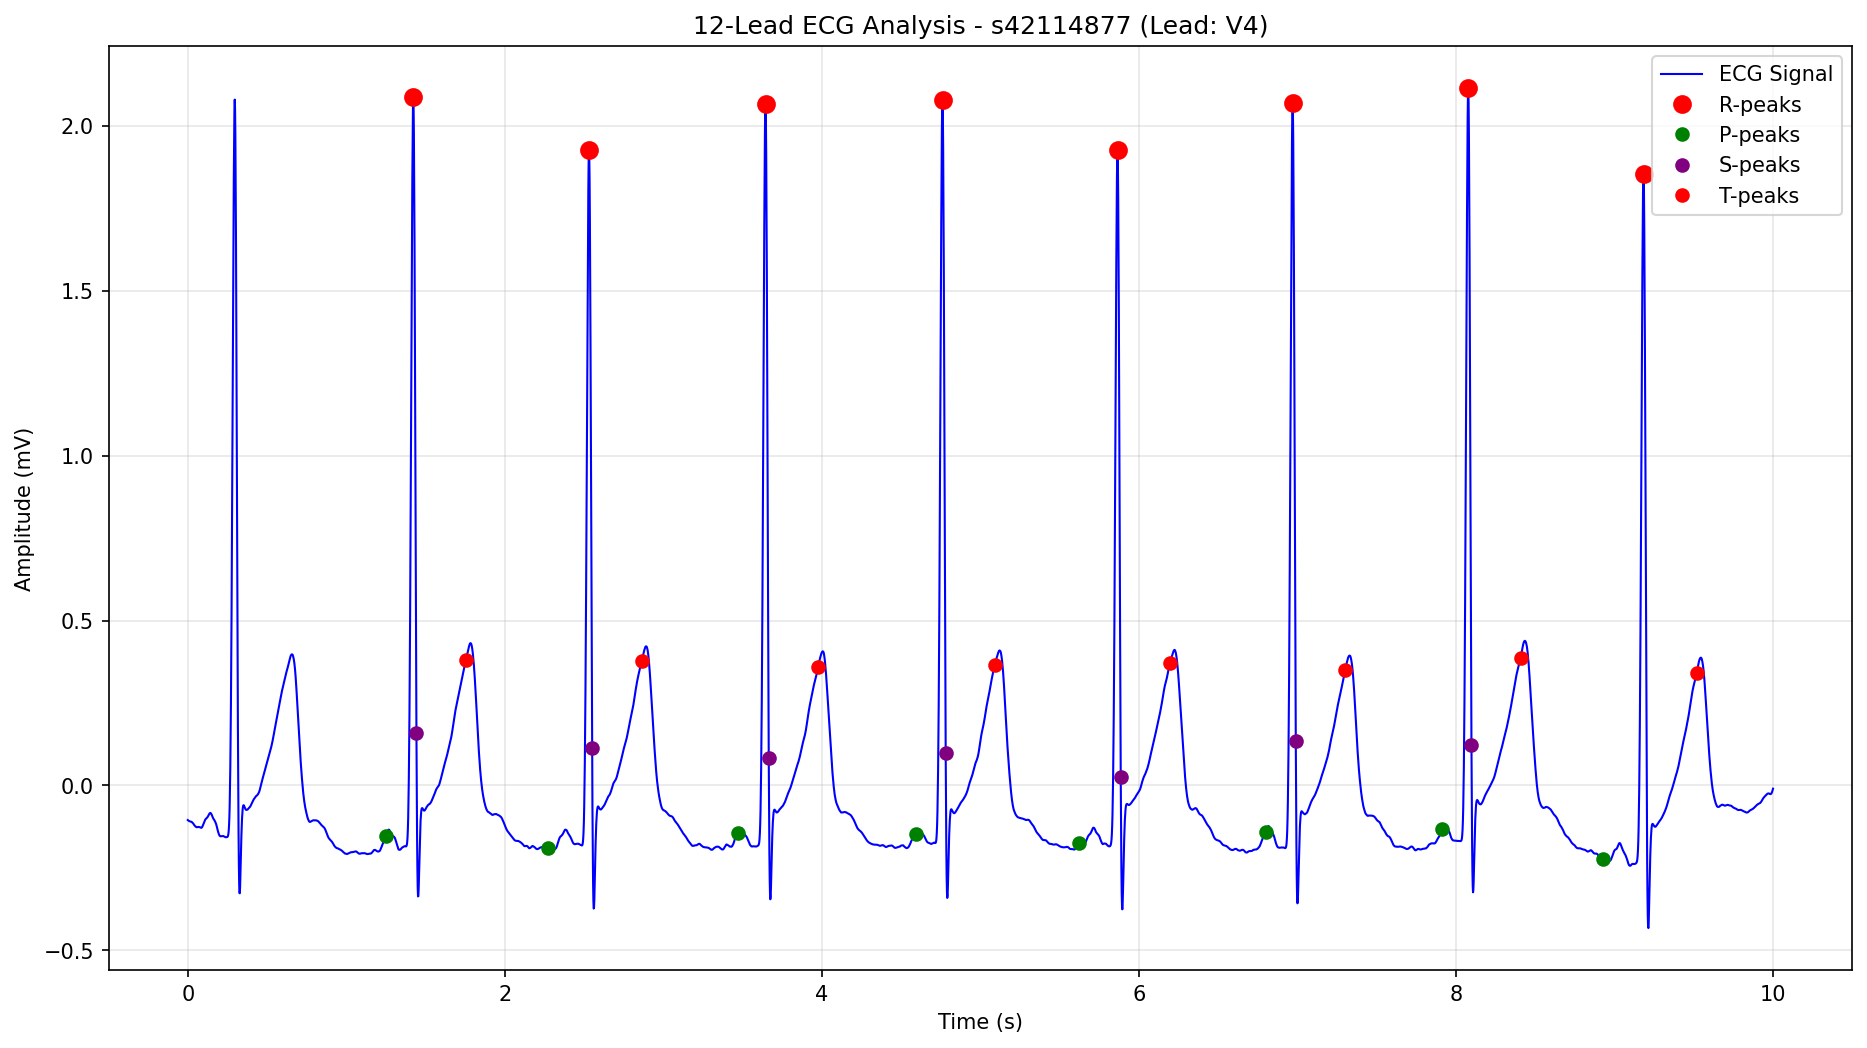 12-Lead ECG Analysis - s42114877 (Lead: V4)
ECG Signal
R-peaks
P-peaks
S-peaks
T-peaks
Amplitude (mV)
2.0
1.5
1.0
0.5
0.0
−0.5
0 2 4 6 8 10
Time (s)